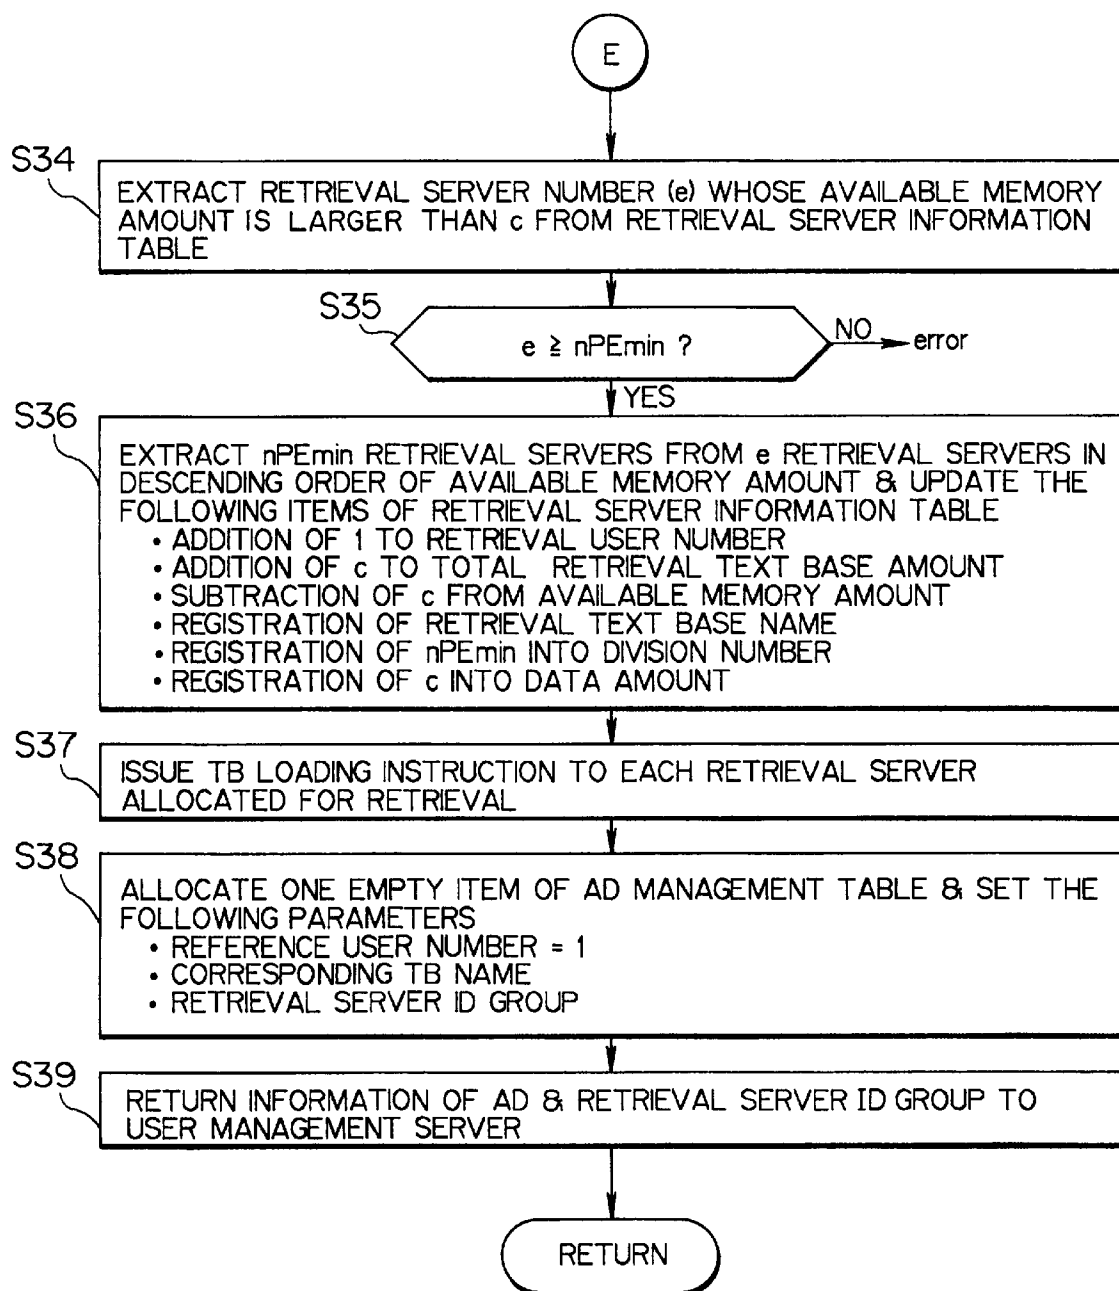 E
S34
EXTRACT RETRIEVAL SERVER NUMBER (e) WHOSE AVAILABLE MEMORY
AMOUNT IS LARGER THAN c FROM RETRIEVAL SERVER INFORMATION
TABLE
S35
e ≧ nPEmin ?
NO
error
YES
S36
EXTRACT nPEmin RETRIEVAL SERVERS FROM e RETRIEVAL SERVERS IN
DESCENDING ORDER OF AVAILABLE MEMORY AMOUNT & UPDATE THE
FOLLOWING ITEMS OF RETRIEVAL SERVER INFORMATION TABLE
• ADDITION OF 1 TO RETRIEVAL USER NUMBER
• ADDITION OF c TO TOTAL RETRIEVAL TEXT BASE AMOUNT
• SUBTRACTION OF c FROM AVAILABLE MEMORY AMOUNT
• REGISTRATION OF RETRIEVAL TEXT BASE NAME
• REGISTRATION OF nPEmin INTO DIVISION NUMBER
• REGISTRATION OF c INTO DATA AMOUNT
S37
ISSUE TB LOADING INSTRUCTION TO EACH RETRIEVAL SERVER
ALLOCATED FOR RETRIEVAL
S38
ALLOCATE ONE EMPTY ITEM OF AD MANAGEMENT TABLE & SET THE
FOLLOWING PARAMETERS
• REFERENCE USER NUMBER = 1
• CORRESPONDING TB NAME
• RETRIEVAL SERVER ID GROUP
S39
RETURN INFORMATION OF AD & RETRIEVAL SERVER ID GROUP TO
USER MANAGEMENT SERVER
RETURN